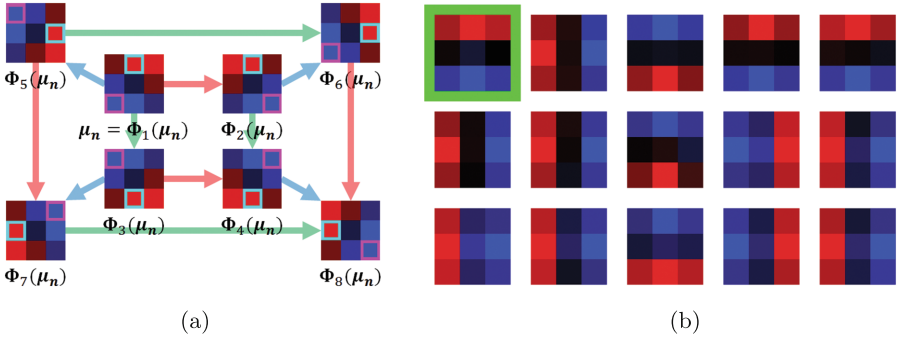 Φ₅(μₙ)
Φ₆(μₙ)
μₙ = Φ₁(μₙ)
Φ₂(μₙ)
Φ₃(μₙ)
Φ₄(μₙ)
Φ₇(μₙ)
Φ₈(μₙ)
(a)
(b)